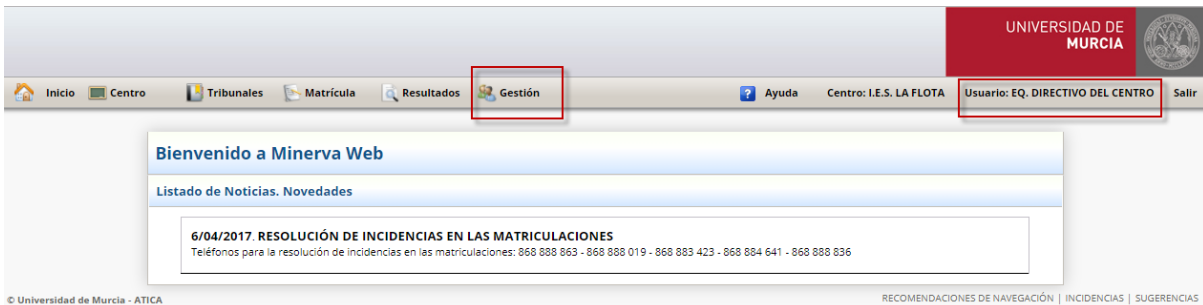 UNIVERSIDAD DE
MURCIA
Inicio Centro Tribunales Matrícula Resultados Gestión Ayuda Centro: I.E.S. LA FLOTA Usuario: EQ. DIRECTIVO DEL CENTRO Salir
Bienvenido a Minerva Web
Listado de Noticias. Novedades
6/04/2017. RESOLUCIÓN DE INCIDENCIAS EN LAS MATRICULACIONES
Teléfonos para la resolución de incidencias en las matriculaciones: 868 888 863 - 868 888 019 - 868 883 423 - 868 884 641 - 868 888 836
© Universidad de Murcia - ATICA RECOMENDACIONES DE NAVEGACIÓN | INCIDENCIAS | SUGERENCIAS